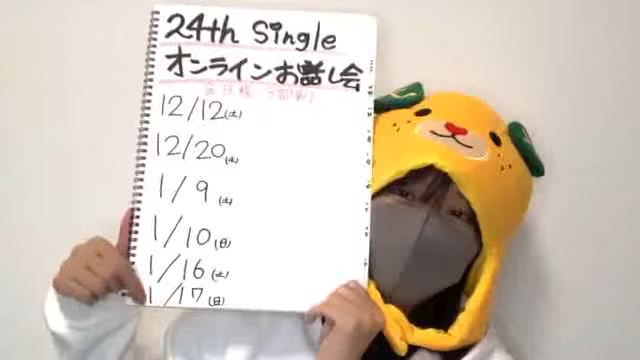 24th Single
オンラインお話し会
12/12(土)
12/20
1/9(土)
1/10(日)
1/16(土)
1/17(日)